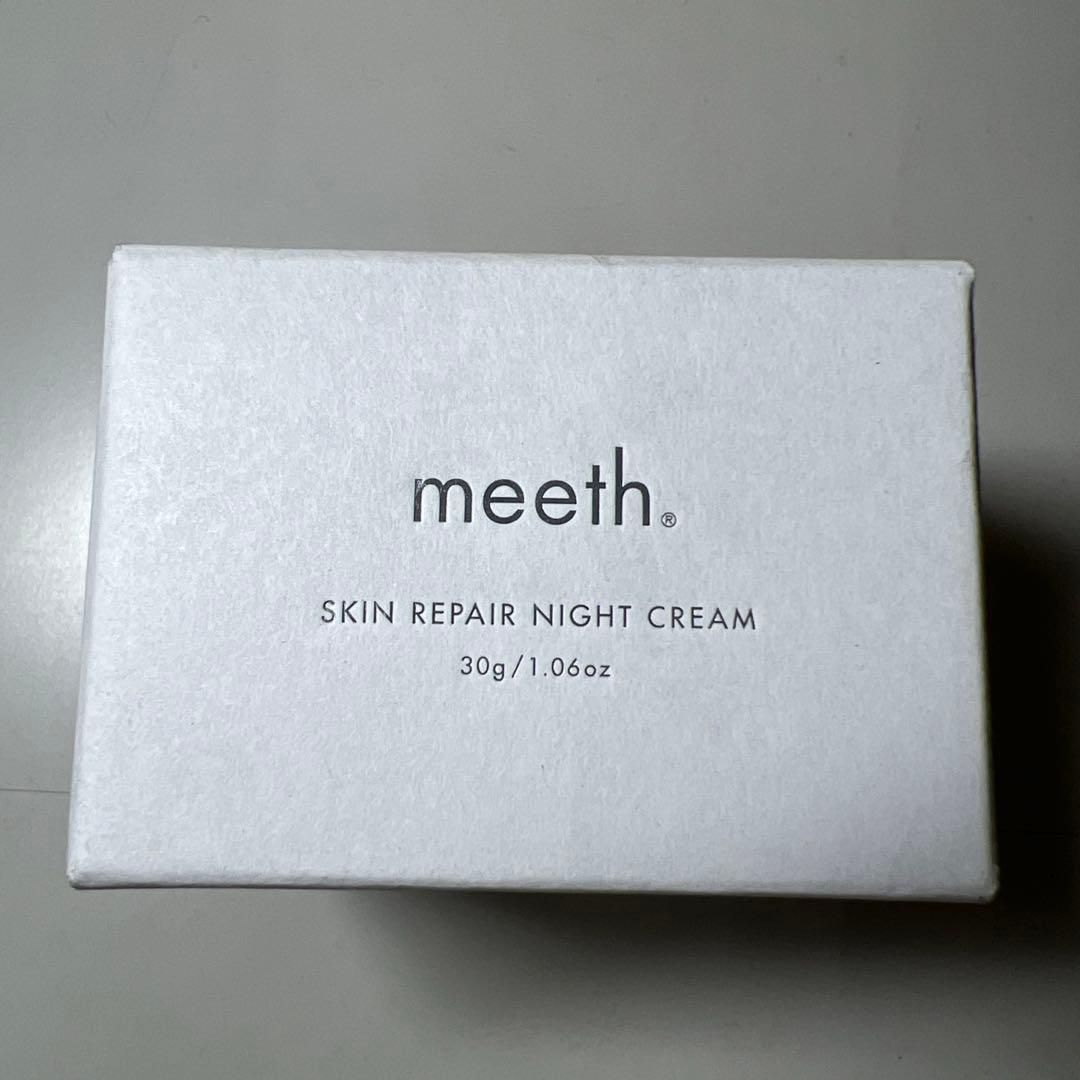 meeth®
SKIN REPAIR NIGHT CREAM
30g/1.06oz